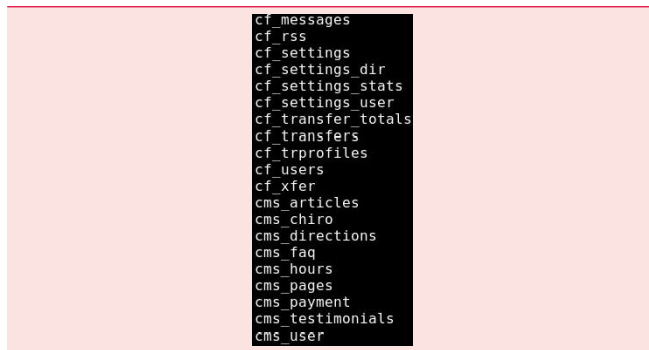 cf_messages
cf_rss
cf_settings
cf_settings_dir
cf_settings_stats
cf_settings_user
cf_transfer_totals
cf_transfers
cf_trprofiles
cf_users
cf_xfer
cms_articles
cms_chiro
cms_directions
cms_faq
cms_hours
cms_pages
cms_payment
cms_testimonials
cms_user